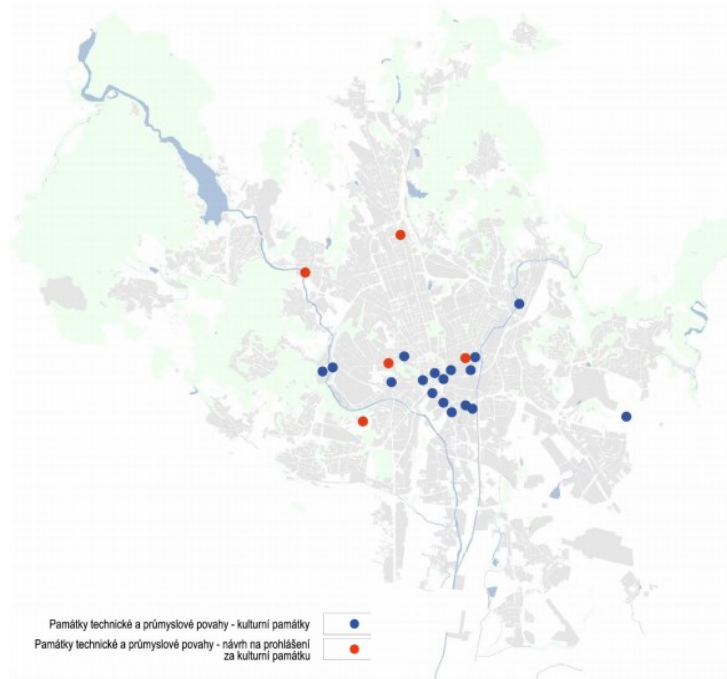 Památky technické a průmyslové povahy - kulturní památky
Památky technické a průmyslové povahy - návrh na prohlášení
za kulturní památku